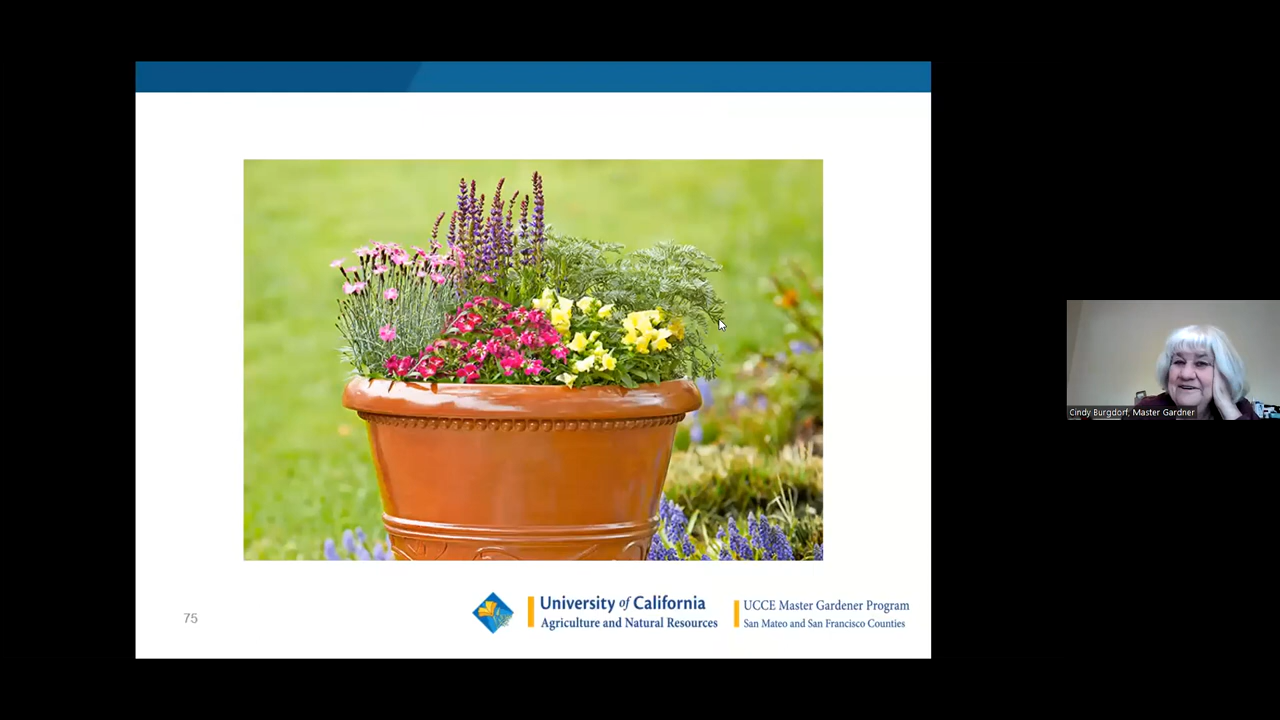 75
University of California
Agriculture and Natural Resources
UCCE Master Gardener Program
San Mateo and San Francisco Counties
Cindy Burgdorf, Master Gardner